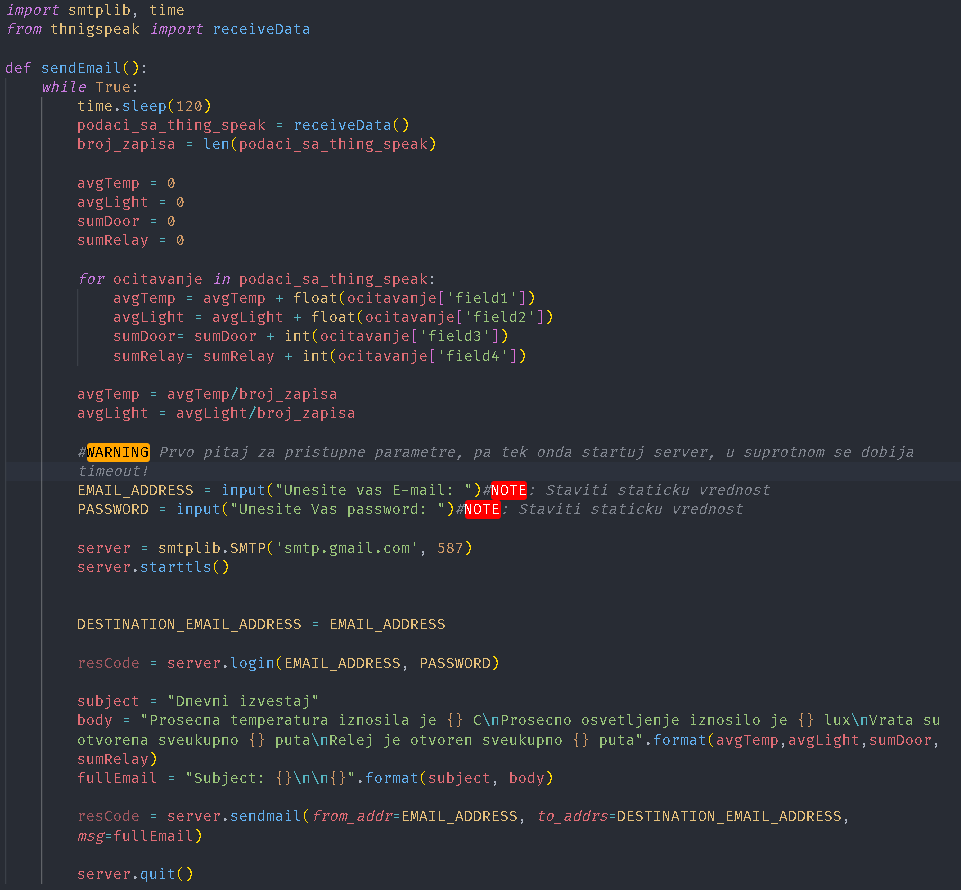 import smtplib, time
from thnigspeak import receiveData

def sendEmail():
    while True:
        time.sleep(120)
        podaci_sa_thing_speak = receiveData()
        broj_zapisa = len(podaci_sa_thing_speak)

        avgTemp = 0
        avgLight = 0
        sumDoor = 0
        sumRelay = 0

        for ocitavanje in podaci_sa_thing_speak:
            avgTemp = avgTemp + float(ocitavanje['field1'])
            avgLight = avgLight + float(ocitavanje['field2'])
            sumDoor= sumDoor + int(ocitavanje['field3'])
            sumRelay= sumRelay + int(ocitavanje['field4'])

        avgTemp = avgTemp/broj_zapisa
        avgLight = avgLight/broj_zapisa

        #WARNING Prvo pitaj za pristupne parametre, pa tek onda startuj server, u suprotnom se dobija
        timeout!
        EMAIL_ADDRESS = input("Unesite vas E-mail: ")#NOTE: Staviti staticku vrednost
        PASSWORD = input("Unesite Vas password: ")#NOTE: Staviti staticku vrednost

        server = smtplib.SMTP('smtp.gmail.com', 587)
        server.starttls()


        DESTINATION_EMAIL_ADDRESS = EMAIL_ADDRESS

        resCode = server.login(EMAIL_ADDRESS, PASSWORD)

        subject = "Dnevni izvestaj"
        body = "Prosecna temperatura iznosila je {} C\nProsecno osvetljenje iznosilo je {} lux\nVrata su
        otvorena sveukupno {} puta\nRelej je otvoren sveukupno {} puta".format(avgTemp,avgLight,sumDoor,
        sumRelay)
        fullEmail = "Subject: {}\n\n{}".format(subject, body)

        resCode = server.sendmail(from_addr=EMAIL_ADDRESS, to_addrs=DESTINATION_EMAIL_ADDRESS,
        msg=fullEmail)

        server.quit()